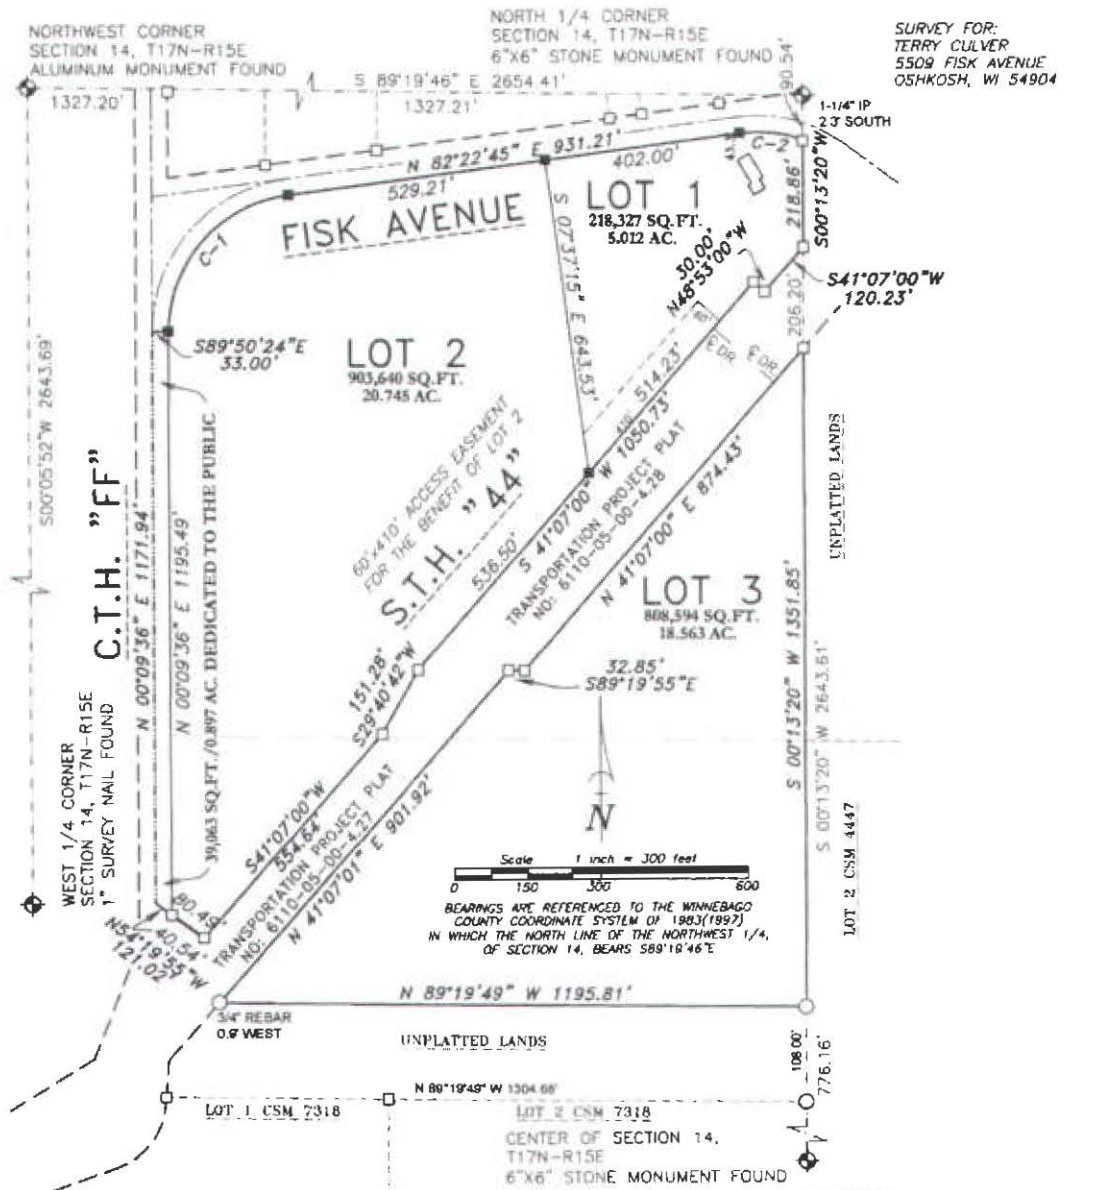 NORTHWEST CORNER
SECTION 14, T17N-R15E
ALUMINUM MONUMENT FOUND
NORTH 1/4 CORNER
SECTION 14, T17N-R15E
6"X6" STONE MONUMENT FOUND
SURVEY FOR:
TERRY CULVER
5509 FISK AVENUE
OSHKOSH, WI 54904
S 89°19'46" E 2654.41'
1327.20'
1327.21'
90.54'
1-1/4" IP
2.3' SOUTH
N 82°22'45" E 931.21'
529.21'
402.00'
C-2
C-1
FISK AVENUE
LOT 1
218,327 SQ.FT.
5.012 AC.
218.86'
S00°13'20"W
30.00'
N48°53'00"W
S41°07'00"W
120.23'
206.20'
S 07°37'15" E 643.53'
S89°50'24"E
33.00'
LOT 2
903,640 SQ.FT.
20.745 AC.
℄ DR
℄ DR
514.23'
S 41°07'00" W 1050.73'
TRANSPORTATION PROJECT PLAT
NO: 6110-05-00-4.28
N 41°07'00" E 874.43'
60'x410' ACCESS EASEMENT
FOR THE BENEFIT OF LOT 2
S.T.H. "44"
536.50'
UNPLATTED LANDS
S00°05'52"W 2643.69'
C.T.H. "FF"
N 00°09'36" E 1171.94'
N 00°09'36" E 1195.49'
39,063 SQ.FT./0.897 AC. DEDICATED TO THE PUBLIC
LOT 3
808,594 SQ.FT.
18.563 AC.
32.85'
S89°19'55"E
151.28'
S29°40'42"W
S 00°13'20" W 1351.85'
S 00°13'20" W 2643.61'
WEST 1/4 CORNER
SECTION 14, T17N-R15E
1" SURVEY NAIL FOUND
S41°07'00"W
554.64'
TRANSPORTATION PROJECT PLAT
NO: 6110-05-00-4.27
N 41°07'01" E 901.92'
N
Scale 1 inch = 300 feet
0 150 300 600
BEARINGS ARE REFERENCED TO THE WINNEBAGO
COUNTY COORDINATE SYSTEM OF 1983(1997)
IN WHICH THE NORTH LINE OF THE NORTHWEST 1/4,
OF SECTION 14, BEARS S89°19'46"E
LOT 2 CSM 4447
80.49'
40.54'
N54°19'55"W
121.02'
N 89°19'49" W 1195.81'
3/4" REBAR
0.9' WEST
UNPLATTED LANDS
108.00'
776.16'
N 89°19'49" W 1304.66'
LOT 1 CSM 7318
LOT 2 CSM 7318
CENTER OF SECTION 14,
T17N-R15E
6"X6" STONE MONUMENT FOUND